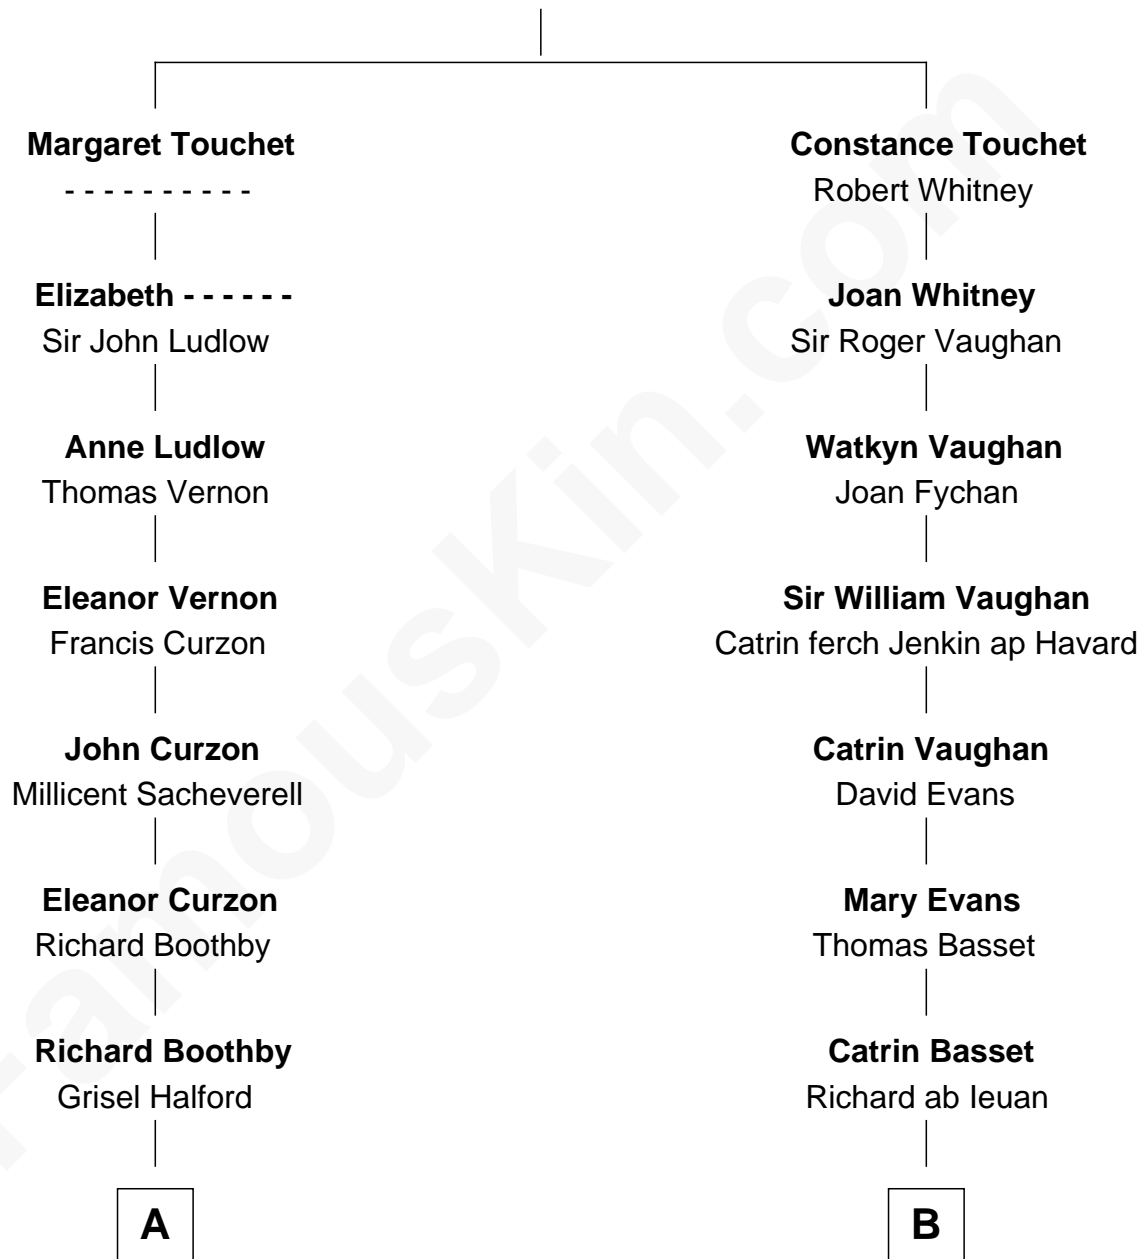 Margaret Touchet
- - - - - - - - - -
Elizabeth - - - - - -
Sir John Ludlow
Anne Ludlow
Thomas Vernon
Eleanor Vernon
Francis Curzon
John Curzon
Millicent Sacheverell
Eleanor Curzon
Richard Boothby
Richard Boothby
Grisel Halford
A
Constance Touchet
Robert Whitney
Joan Whitney
Sir Roger Vaughan
Watkyn Vaughan
Joan Fychan
Sir William Vaughan
Catrin ferch Jenkin ap Havard
Catrin Vaughan
David Evans
Mary Evans
Thomas Basset
Catrin Basset
Richard ab Ieuan
B
FamousKin.com